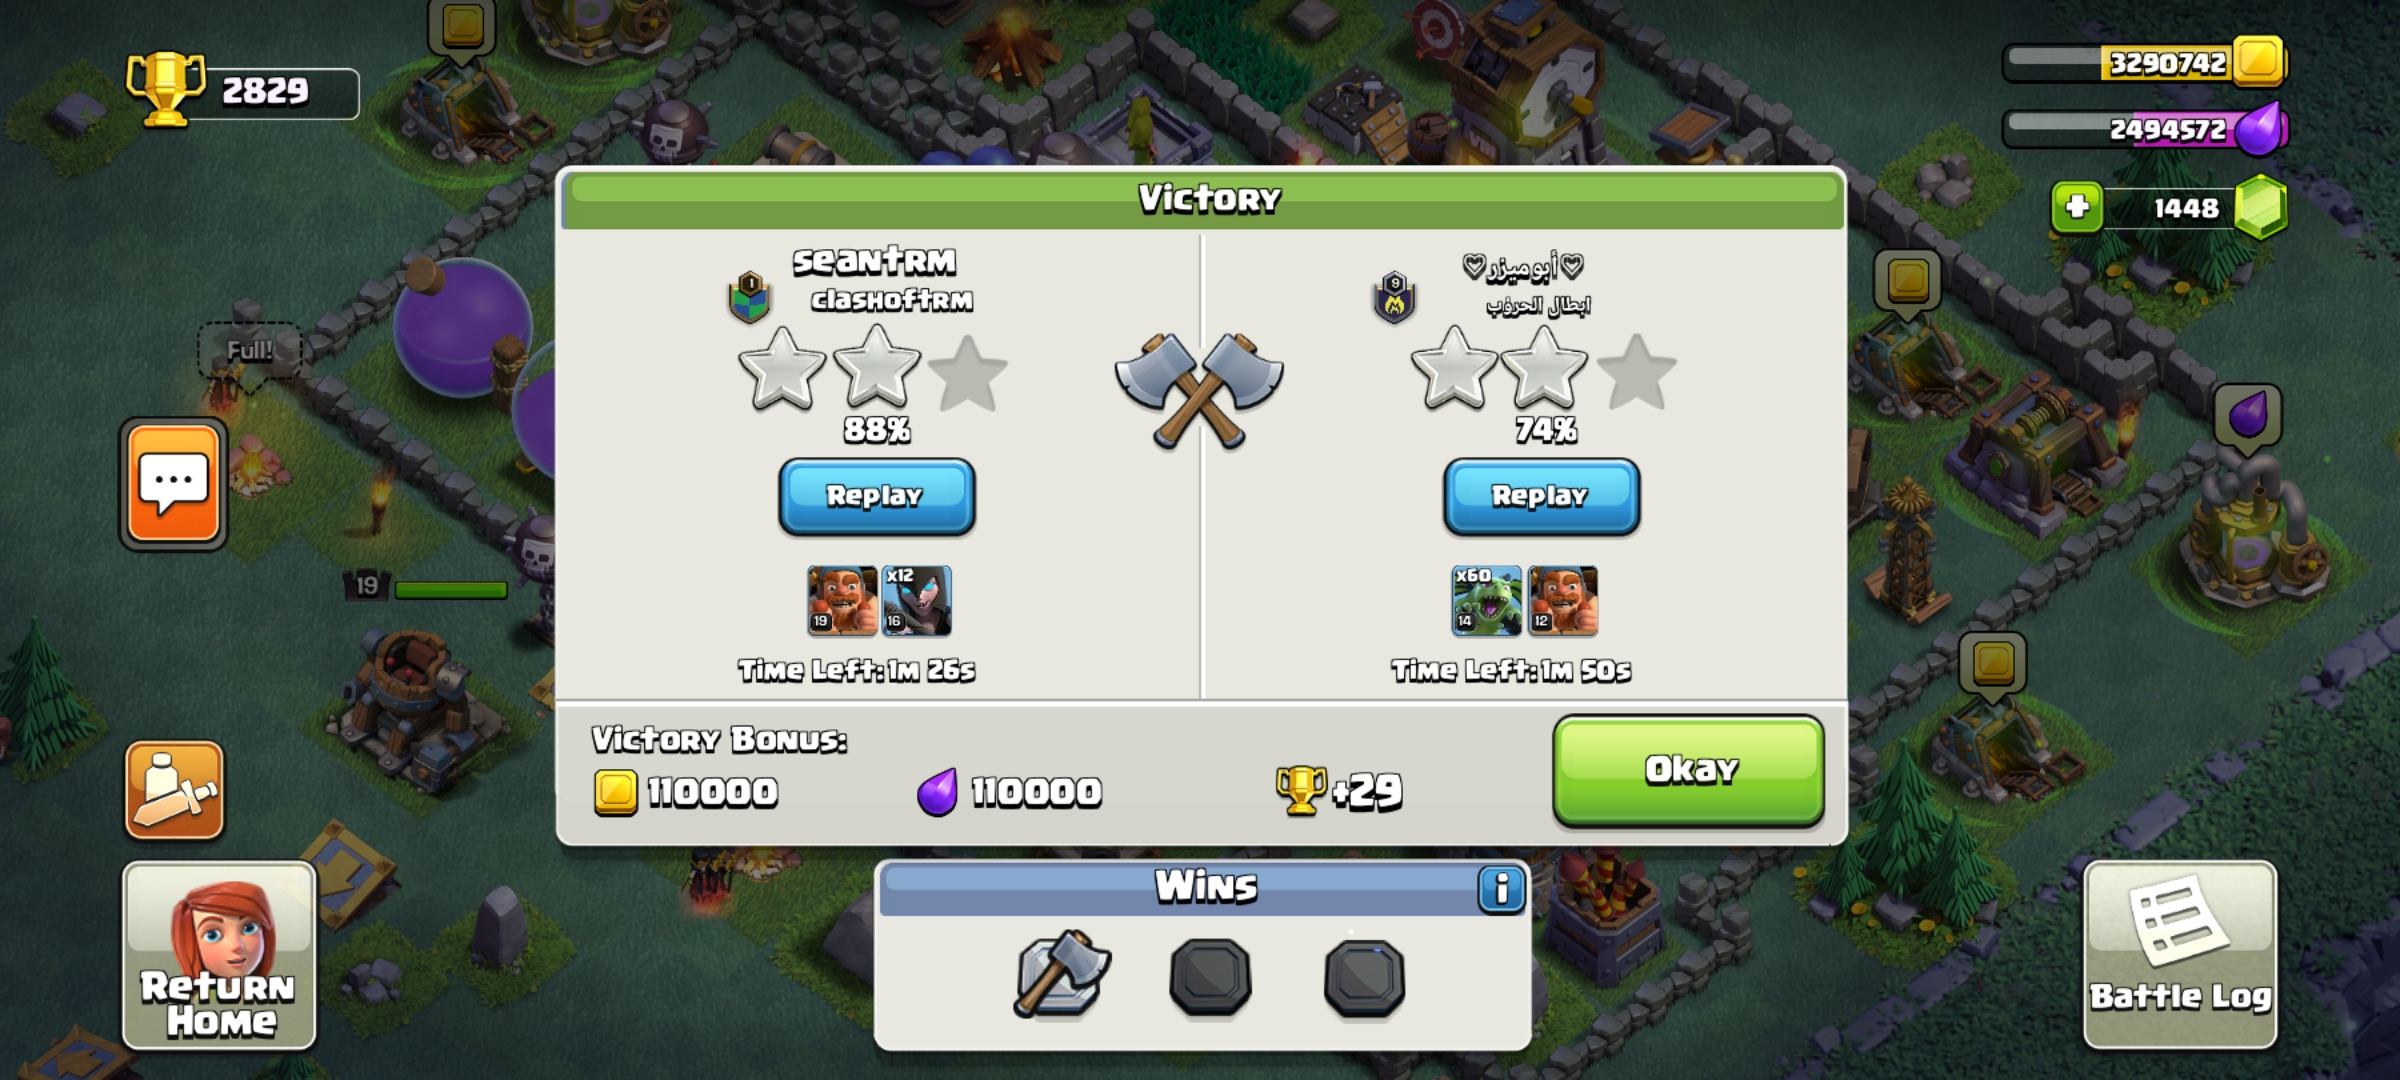 2829
3290742
2494572
1448
Victory
seantrm
clashoftrm
1
♡أبو ميزر♡
ابطال الحروب
9
Full!
88%
74%
Replay
Replay
19
x12
19
16
x60
14
12
Time Left:1m 26s
Time Left:1m 50s
Victory Bonus:
110000
110000
+29
Okay
Wins
i
Return
Home
Battle Log